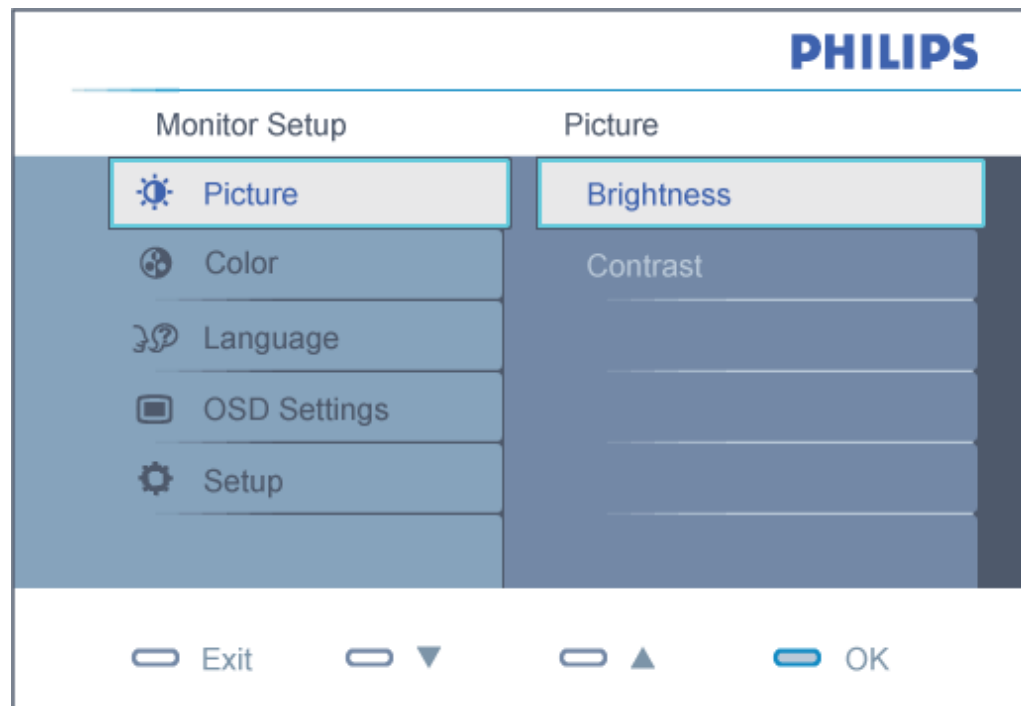 PHILIPS
Monitor Setup Picture
Picture Brightness
Color Contrast
Language
OSD Settings
Setup
Exit ▼ ▲ OK